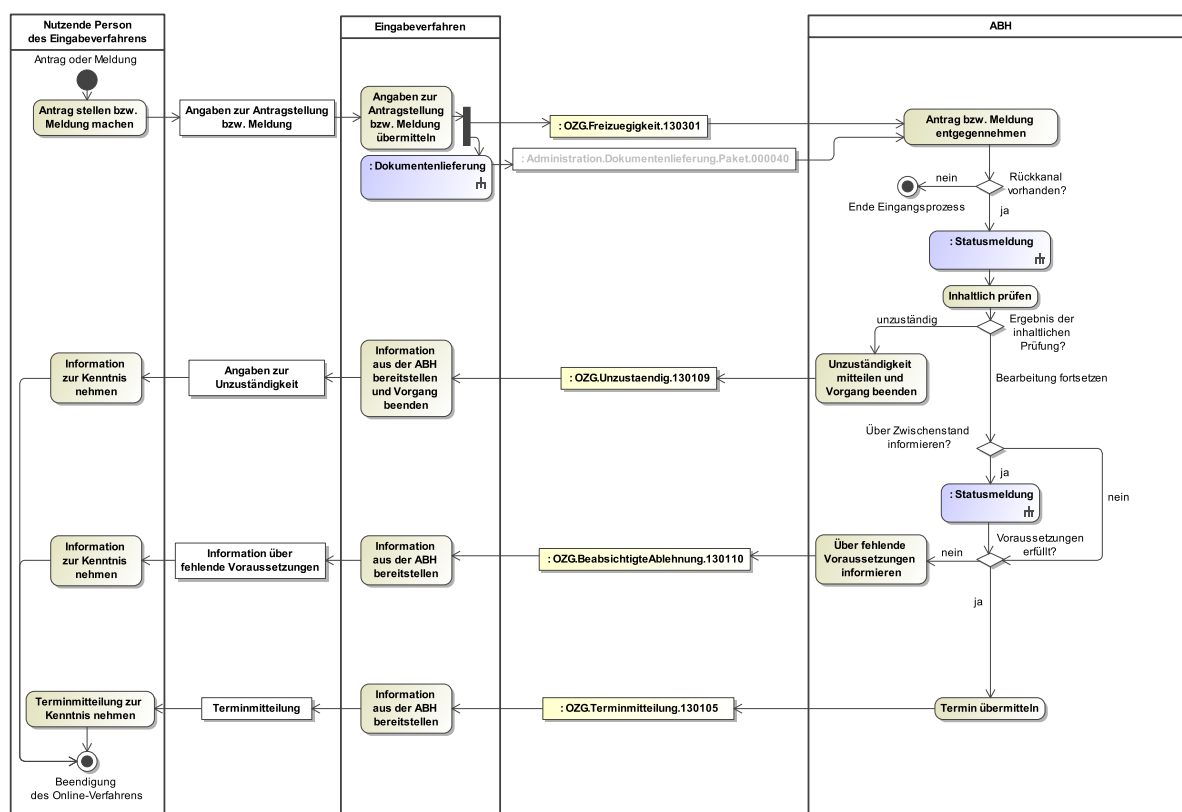 Nutzende Person
des Eingabeverfahrens
Eingabeverfahren
ABH
Antrag oder Meldung
Antrag stellen bzw.
Meldung machen
Angaben zur Antragstellung
bzw. Meldung
Angaben zur
Antragstellung
bzw. Meldung
übermitteln
: Dokumentenlieferung
: OZG.Freizuegigkeit.130301
: Administration.Dokumentenlieferung.Paket.000040
Antrag bzw. Meldung
entgegennehmen
nein
Rückkanal
vorhanden?
Ende Eingangsprozess
ja
: Statusmeldung
Inhaltlich prüfen
unzuständig
Ergebnis der
inhaltlichen
Prüfung?
Information
zur Kenntnis
nehmen
Angaben zur
Unzuständigkeit
Information
aus der ABH
bereitstellen
und Vorgang
beenden
: OZG.Unzustaendig.130109
Unzuständigkeit
mitteilen und
Vorgang beenden
Bearbeitung fortsetzen
Über Zwischenstand
informieren?
ja
nein
: Statusmeldung
Voraussetzungen
erfüllt?
Information
zur Kenntnis
nehmen
Information über
fehlende Voraussetzungen
Information
aus der ABH
bereitstellen
: OZG.BeabsichtigteAblehnung.130110
Über fehlende
Voraussetzungen
informieren
nein
ja
Terminmitteilung zur
Kenntnis nehmen
Terminmitteilung
Information
aus der ABH
bereitstellen
: OZG.Terminmitteilung.130105
Termin übermitteln
Beendigung
des Online-Verfahrens